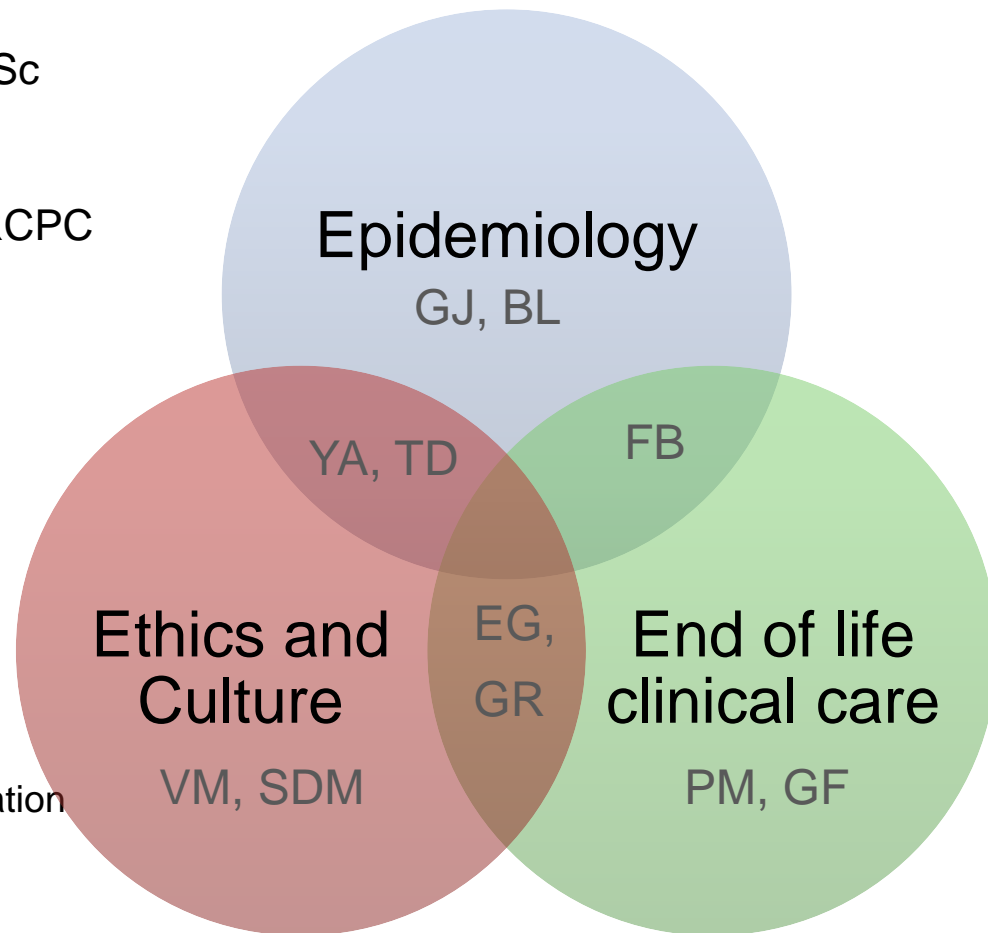 Sc
CPC
Epidemiology
GJ, BL
YA, TD
FB
Ethics and
Culture
EG,
GR
End of life
clinical care
VM, SDM
PM, GF
ation